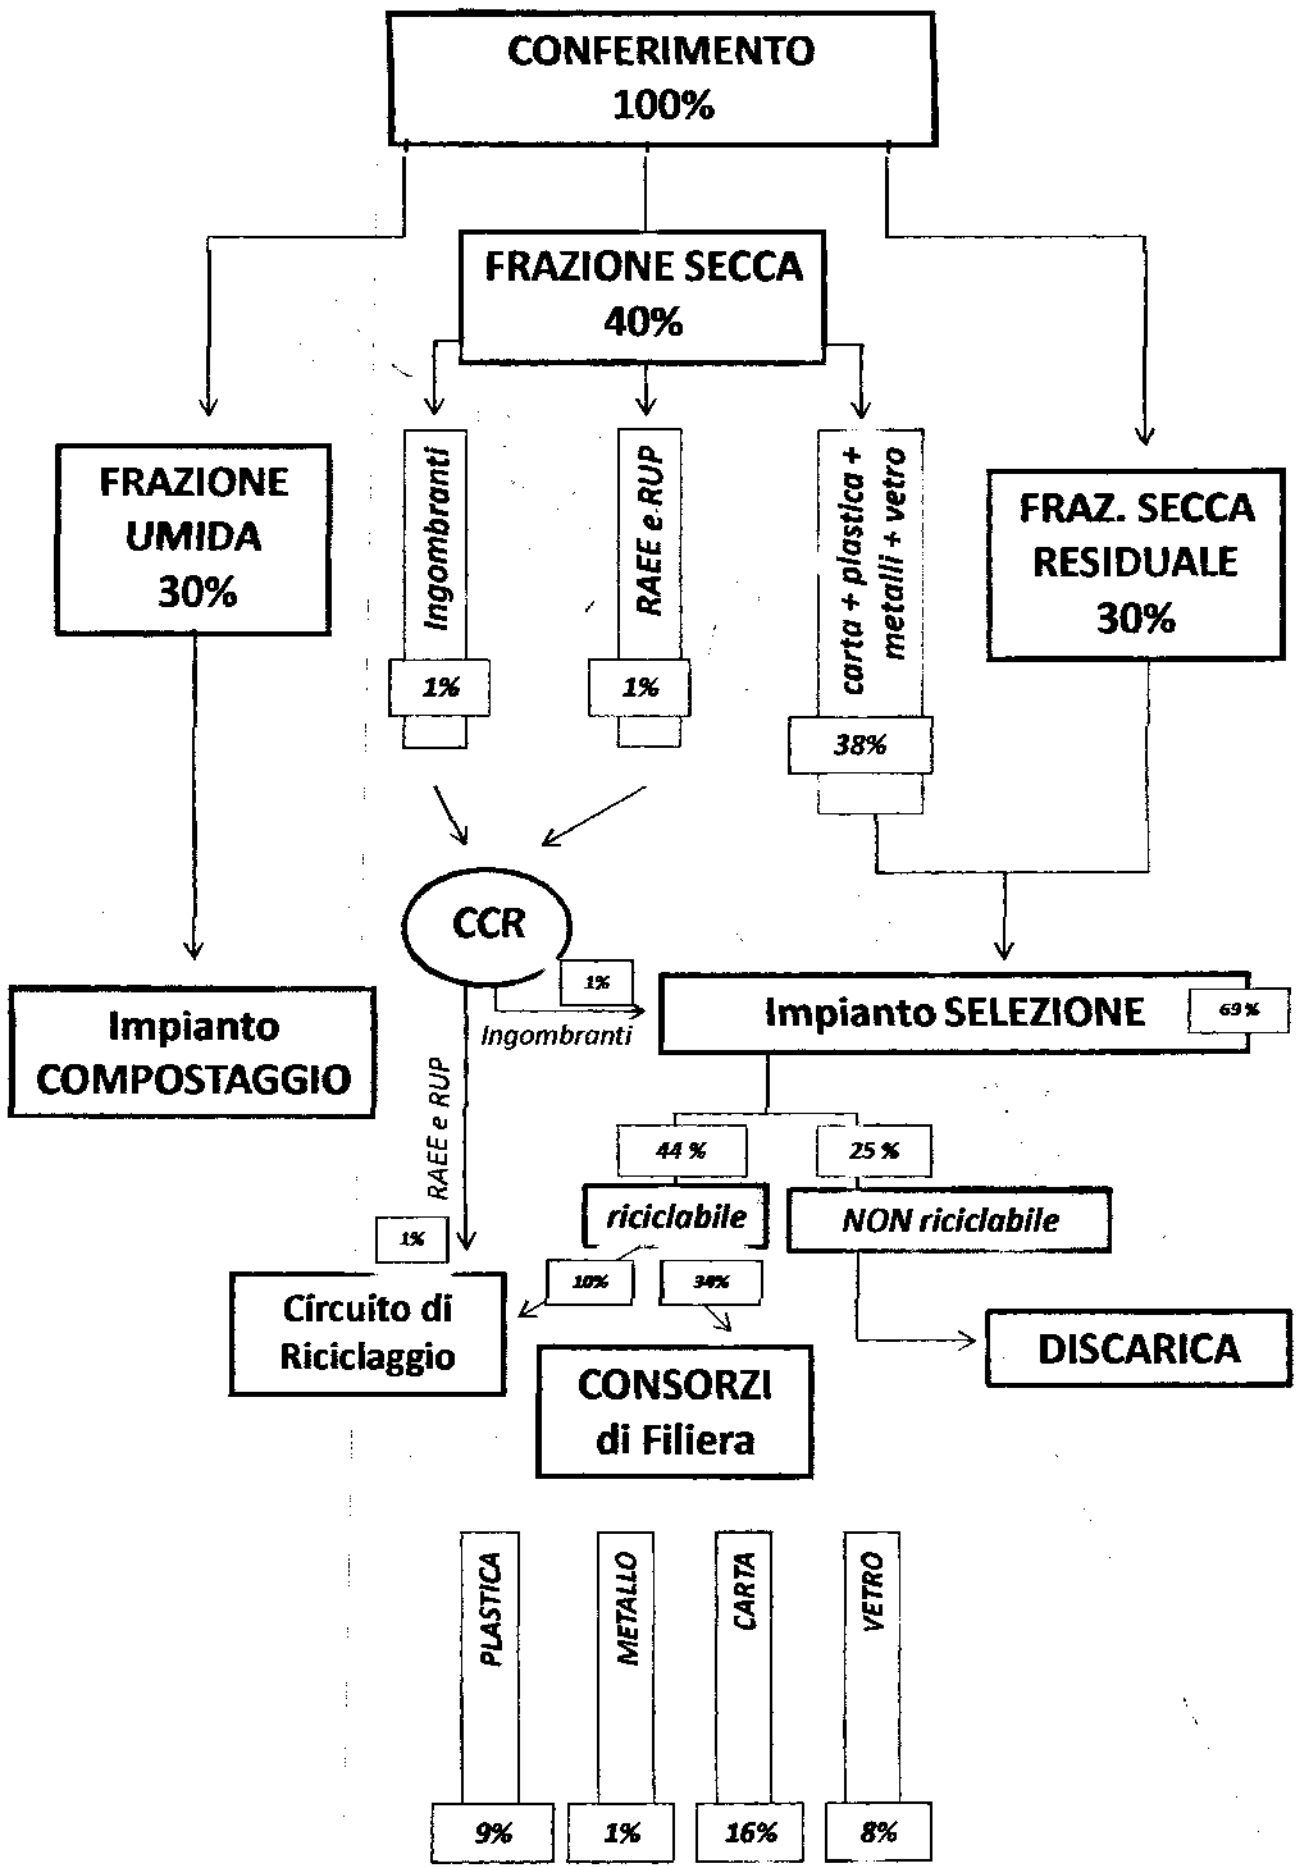 CONFERIMENTO
100%
FRAZIONE SECCA
40%
FRAZIONE
UMIDA
30%
Ingombranti
1%
RAEE e RUP
1%
carta + plastica +
metalli + vetro
38%
FRAZ. SECCA
RESIDUALE
30%
CCR
1%
Ingombranti
Impianto SELEZIONE
69%
Impianto
COMPOSTAGGIO
RAEE e RUP
1%
44 %
25 %
riciclabile
NON riciclabile
10%
34%
Circuito di
Riciclaggio
CONSORZI
di Filiera
DISCARICA
PLASTICA
METALLO
CARTA
VETRO
9%
1%
16%
8%